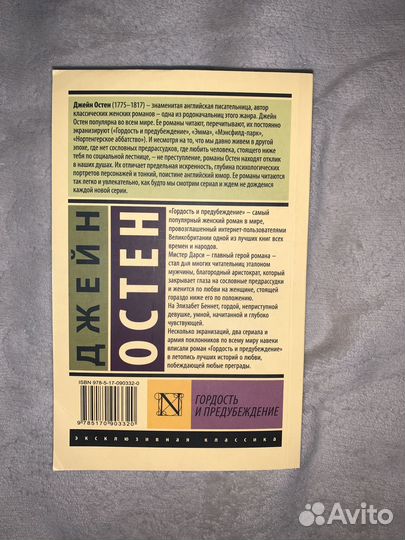 Джейн Остен (1775–1817) – знаменитая английская писательница, автор
классических женских романов – одна из родоначальниц этого жанра. Джейн
Остен популярна во всем мире. Ее романы читают, перечитывают, их постоянно
экранизируют («Гордость и предубеждение», «Эмма», «Мэнсфилд-парк»,
«Нортенгерское аббатство»). И несмотря на то, что мы давно живем в другой
эпохе, где нет сословных предрассудков, где любить человека, стоящего ниже
тебя по социальной лестнице, – не преступление, романы Остен находят отклик
в наших душах. Их отличает предельная искренность, глубина психологических
портретов персонажей и тонкий, поистине английский юмор. Ее романы читаются
так легко и увлекательно, как будто мы смотрим сериал и ждем не дождемся
каждой новой серии.
ДЖЕЙН
ОСТЕН
«Гордость и предубеждение» – самый
популярный женский роман в мире,
провозглашенный интернет-пользователями
Великобритании одной из лучших книг всех
времен и народов.
Мистер Дарси – главный герой романа –
стал для многих читательниц эталоном
мужчины, благородный аристократ, который
закрывает глаза на сословные предрассудки
и женится по любви на женщине, стоящей
гораздо ниже его по положению.
На Элизабет Беннет, гордой, неприступной
девушке, умной, начитанной и глубоко
чувствующей.
Несколько экранизаций, два сериала и
армия поклонников по всему миру навеки
вписали роман «Гордость и предубеждение»
в летопись лучших историй о любви,
побеждающей любые преграды.
ISBN 978-5-17-090332-0
9 785170 903320
N
ГОРДОСТЬ
И ПРЕДУБЕЖДЕНИЕ
эксклюзивная классика
Avito